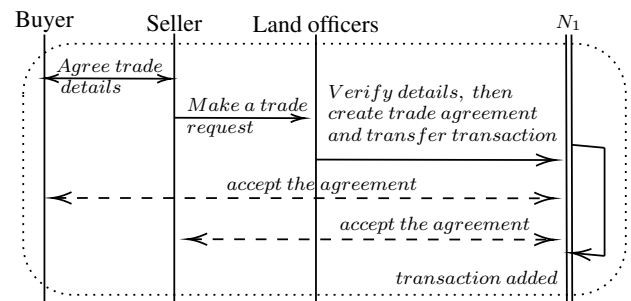 Buyer Seller Land officers N1
Agree trade
details
Make a trade
request
Verify details, then
create trade agreement
and transfer transaction
accept the agreement
accept the agreement
transaction added